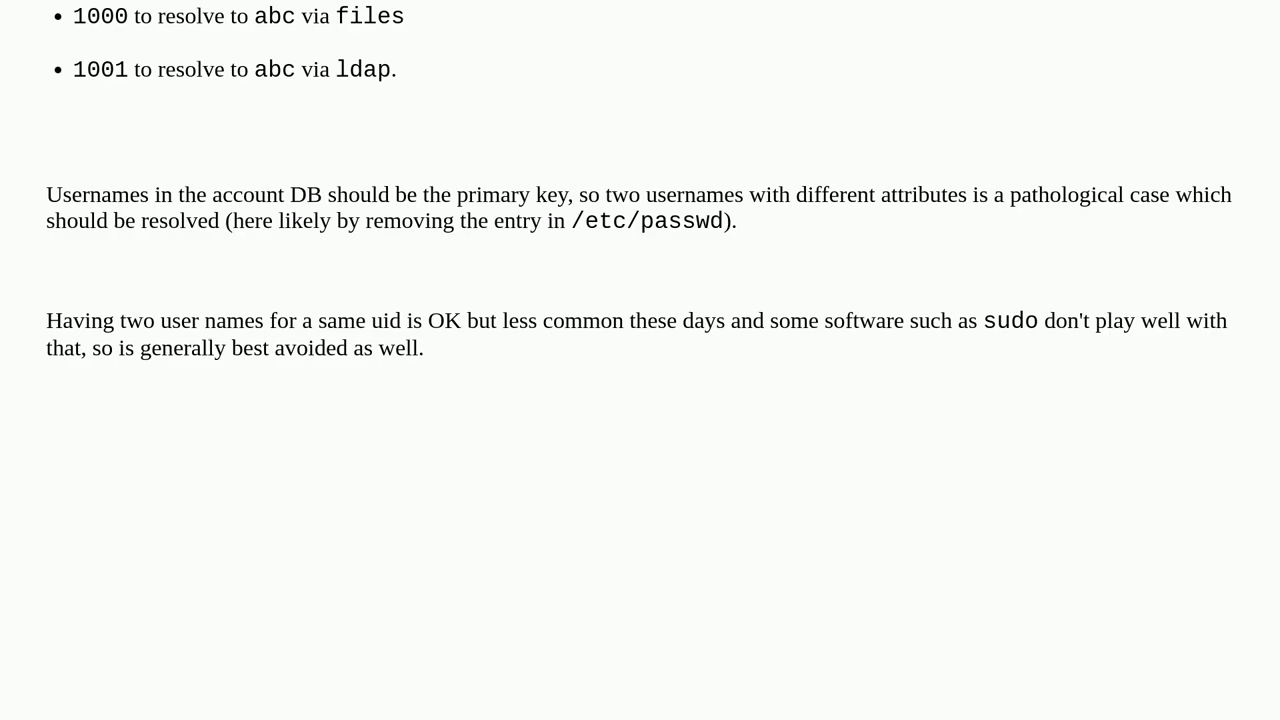 • 1000 to resolve to abc via files
• 1001 to resolve to abc via ldap.
Usernames in the account DB should be the primary key, so two usernames with different attributes is a pathological case which
should be resolved (here likely by removing the entry in /etc/passwd).
Having two user names for a same uid is OK but less common these days and some software such as sudo don't play well with
that, so is generally best avoided as well.